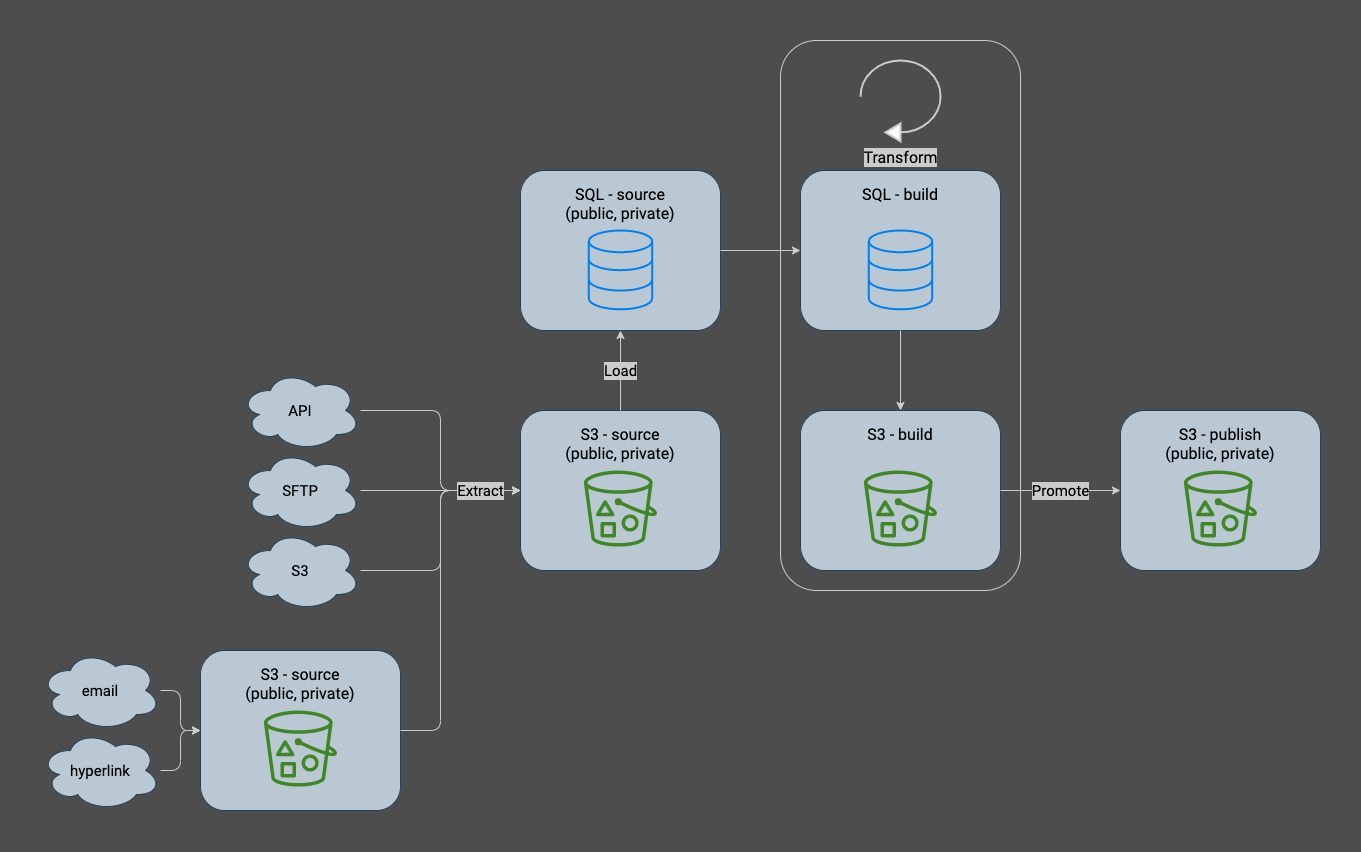 Transform
SQL - source
(public, private)
SQL - build
Load
API
SFTP
S3
Extract
S3 - source
(public, private)
S3 - build
Promote
S3 - publish
(public, private)
email
hyperlink
S3 - source
(public, private)